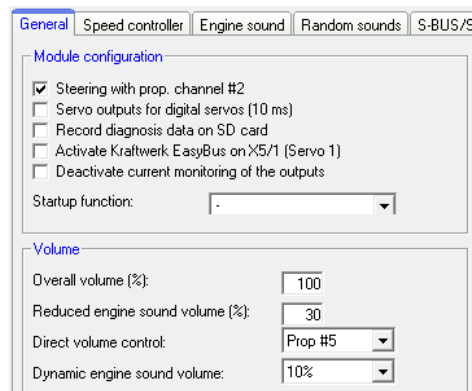 General Speed controller Engine sound Random sounds S-BUS/S
Module configuration
Steering with prop. channel #2
Servo outputs for digital servos (10 ms)
Record diagnosis data on SD card
Activate Kraftwerk EasyBus on X5/1 (Servo 1)
Deactivate current monitoring of the outputs
Startup function: -
Volume
Overall volume (%): 100
Reduced engine sound volume (%): 30
Direct volume control: Prop #5
Dynamic engine sound volume: 10%